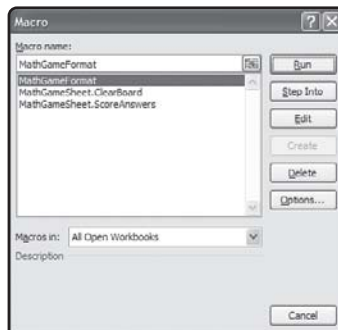 Macro
Macro name:
MathGameFormat
Run
MathGameFormat
MathGameSheet.ClearBoard
MathGameSheet.ScoreAnswers
Step Into
Edit
Create
Delete
Options...
Macros in: All Open Workbooks
Description
Cancel